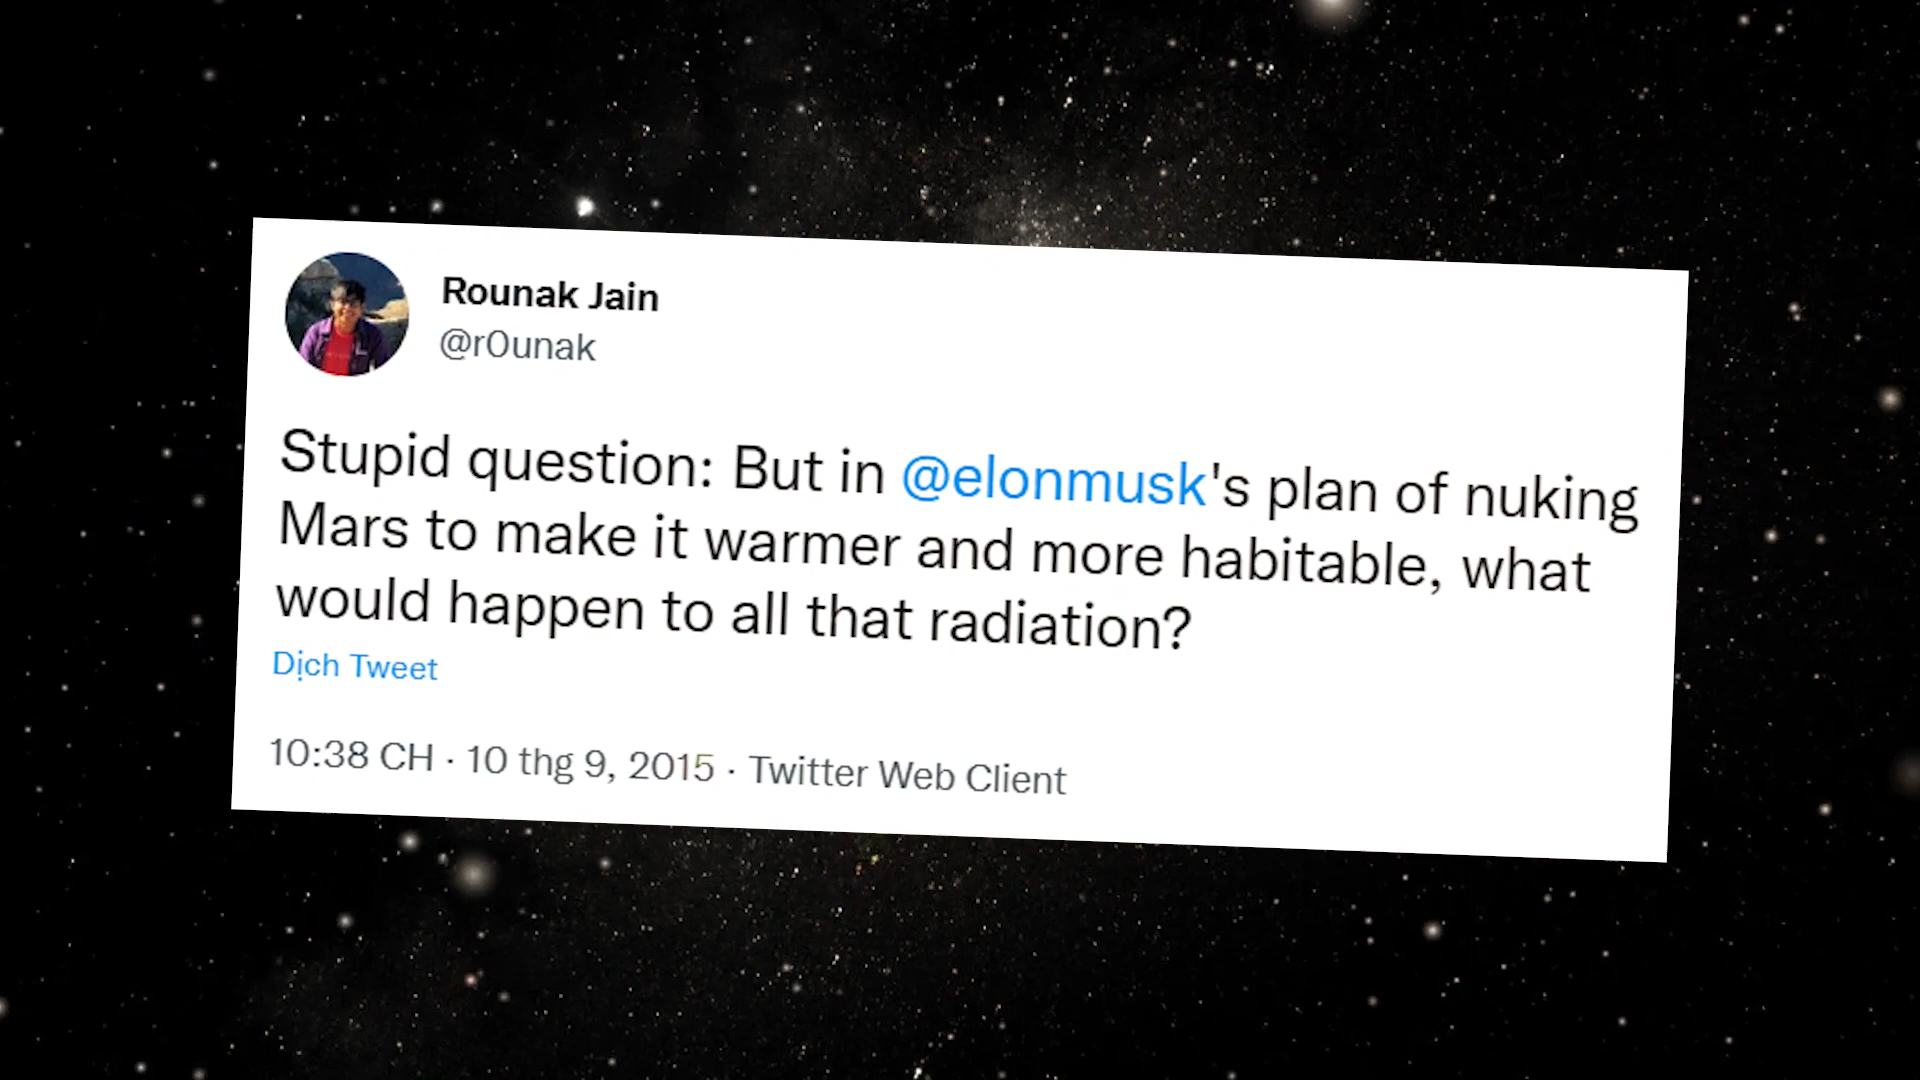 Rounak Jain
@r0unak
Stupid question: But in @elonmusk's plan of nuking
Mars to make it warmer and more habitable, what
would happen to all that radiation?
Dịch Tweet
10:38 CH · 10 thg 9, 2015 · Twitter Web Client